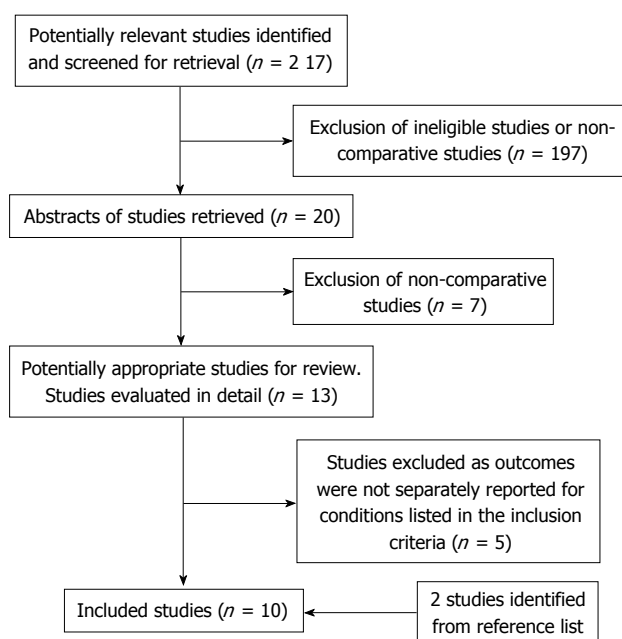 Potentially relevant studies identified
and screened for retrieval (n = 2 17)
Exclusion of ineligible studies or non-
comparative studies (n = 197)
Abstracts of studies retrieved (n = 20)
Exclusion of non-comparative
studies (n = 7)
Potentially appropriate studies for review.
Studies evaluated in detail (n = 13)
Studies excluded as outcomes
were not separately reported for
conditions listed in the inclusion
criteria (n = 5)
Included studies (n = 10)
2 studies identified
from reference list